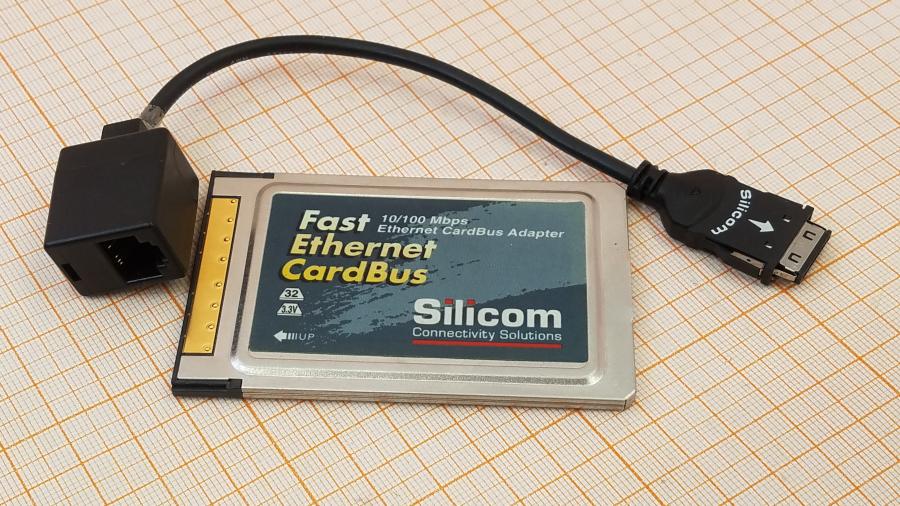 Fast
Ethernet
CardBus
10/100 Mbps
Ethernet CardBus Adapter
32
3.3V
UP
Silicom
Connectivity Solutions
Silicom